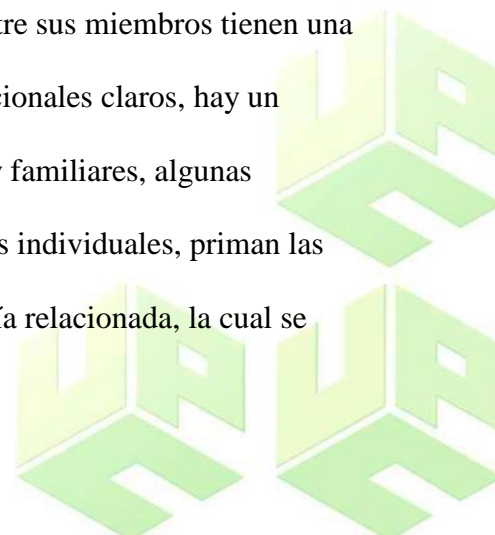 tre sus miembros tienen una
cionales claros, hay un
familiares, algunas
s individuales, priman las
ía relacionada, la cual se